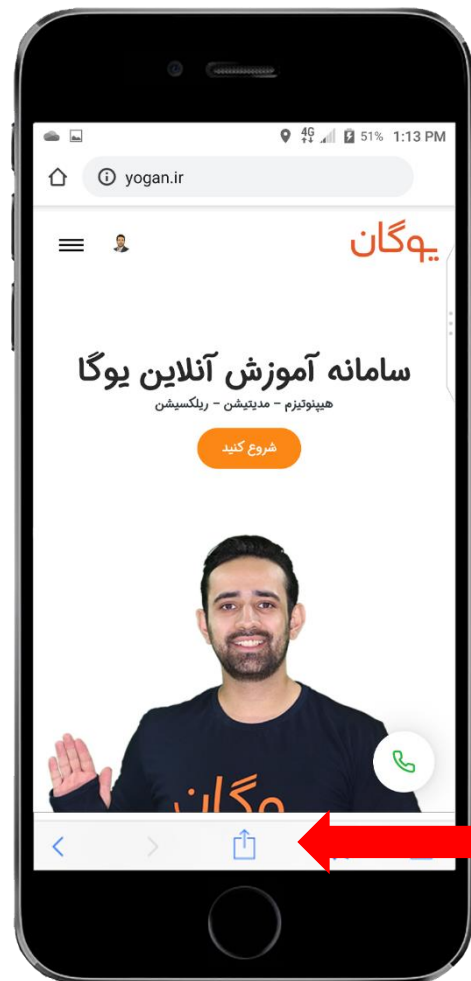 51% 1:13 PM
4G
yogan.ir
یوگان
سامانه آموزش آنلاین یوگا
هیپنوتیزم – مدیتیشن – ریلکسیشن
شروع کنید
یوگان